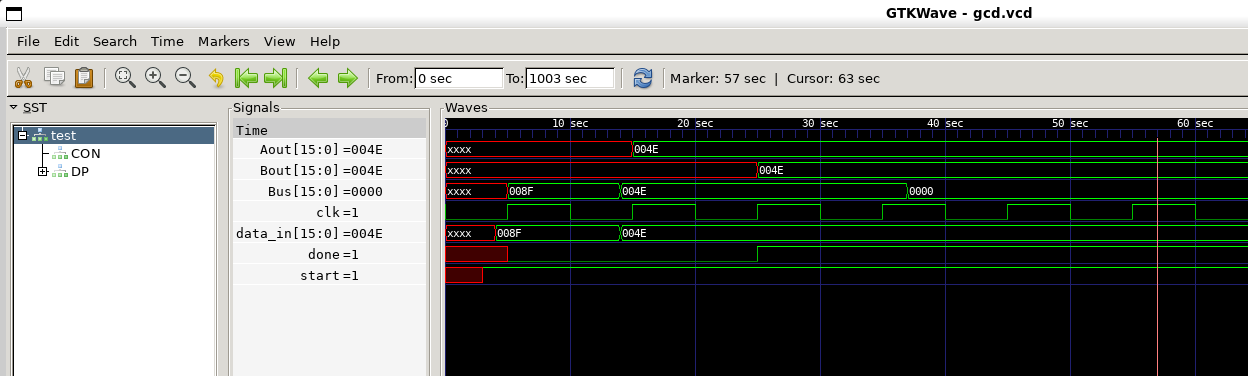 GTKWave - gcd.vcd
File Edit Search Time Markers View Help
From: 0 sec To: 1003 sec Marker: 57 sec | Cursor: 63 sec
SST
test
CON
DP
Signals
Time
Aout[15:0]=004E
Bout[15:0]=004E
Bus[15:0]=0000
clk=1
data_in[15:0]=004E
done=1
start=1
Waves
0 10 sec 20 sec 30 sec 40 sec 50 sec 60 sec
xxxx 004E
xxxx 004E
xxxx 008F 004E 0000
xxxx 008F 004E